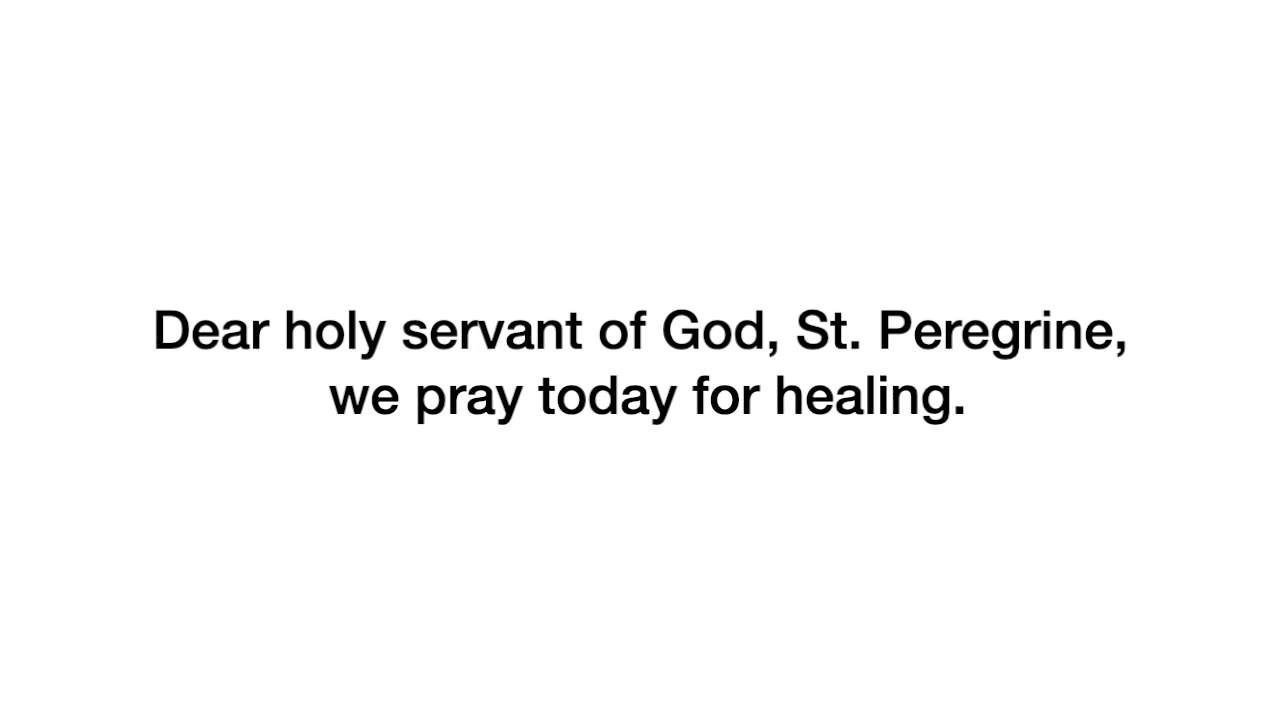 Dear holy servant of God, St. Peregrine,
we pray today for healing.